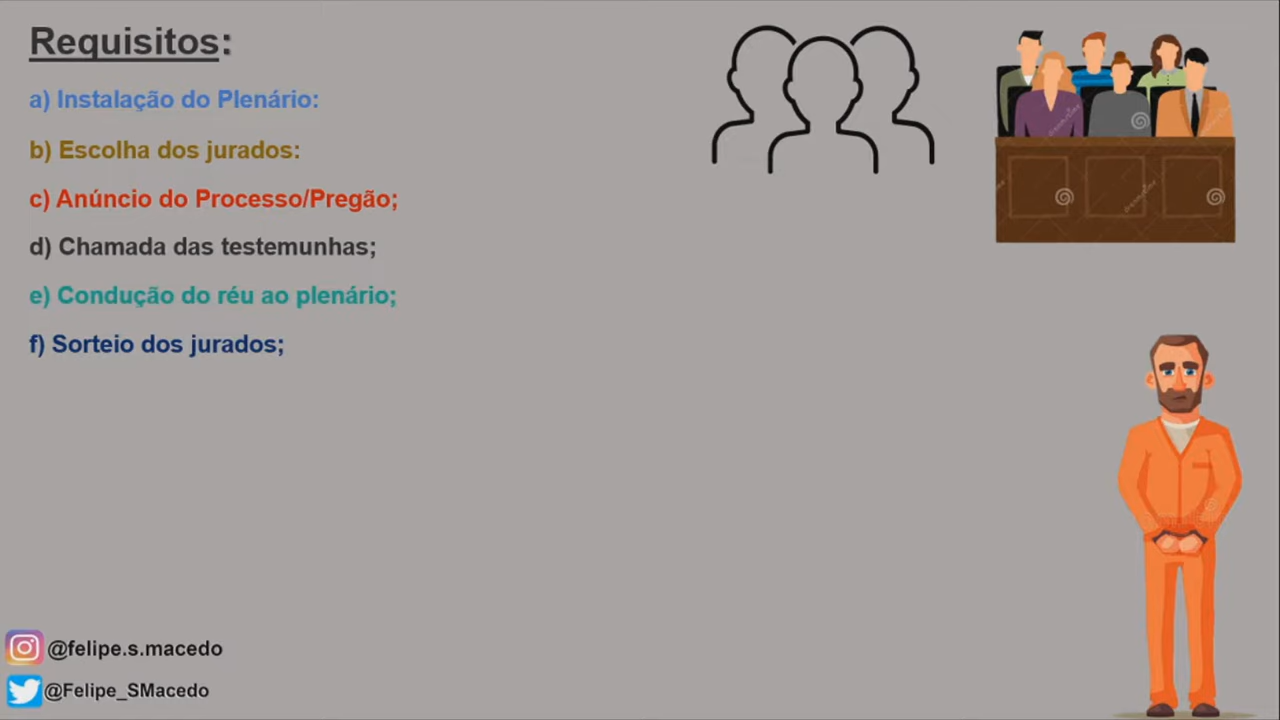 Requisitos:
a) Instalação do Plenário:
b) Escolha dos jurados:
c) Anúncio do Processo/Pregão;
d) Chamada das testemunhas;
e) Condução do réu ao plenário;
f) Sorteio dos jurados;
@felipe.s.macedo
@Felipe_SMacedo